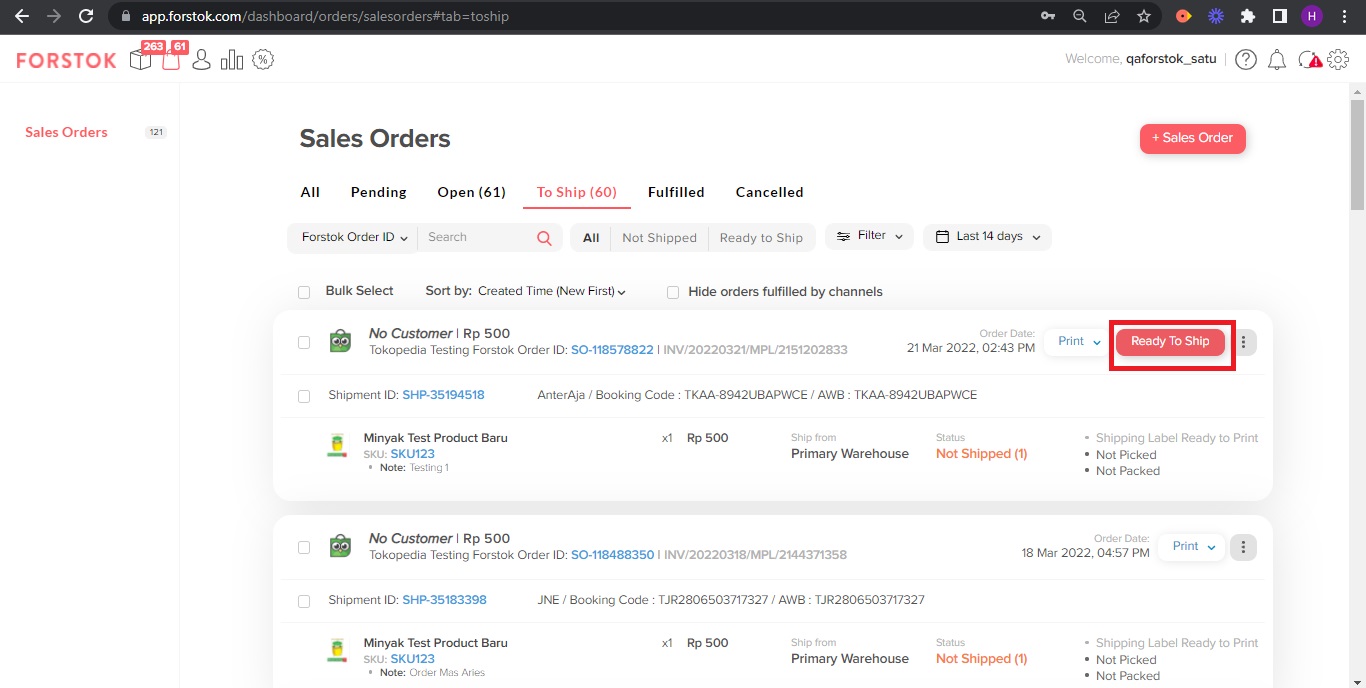 app.forstok.com/dashboard/orders/salesorders#tab=toship
H
FORSTOK
263
61
Welcome, qaforstok_satu
Sales Orders 121
Sales Orders
+ Sales Order
All Pending Open (61) To Ship (60) Fulfilled Cancelled
Forstok Order ID Search All Not Shipped Ready to Ship Filter Last 14 days
Bulk Select Sort by: Created Time (New First) Hide orders fulfilled by channels
No Customer | Rp 500
Tokopedia Testing Forstok Order ID: SO-118578822 | INV/20220321/MPL/2151202833
Order Date:
21 Mar 2022, 02:43 PM
Print
Ready To Ship
Shipment ID: SHP-35194518 AnterAja / Booking Code : TKAA-8942UBAPWCE / AWB : TKAA-8942UBAPWCE
Minyak Test Product Baru x1 Rp 500
SKU: SKU123
• Note: Testing 1
Ship from
Primary Warehouse
Status
Not Shipped (1)
• Shipping Label Ready to Print
• Not Picked
• Not Packed
No Customer | Rp 500
Tokopedia Testing Forstok Order ID: SO-118488350 | INV/20220318/MPL/2144371358
Order Date:
18 Mar 2022, 04:57 PM
Print
Shipment ID: SHP-35183398 JNE / Booking Code : TJR2806503717327 / AWB : TJR2806503717327
Minyak Test Product Baru x1 Rp 500
SKU: SKU123
• Note: Order Mas Aries
Ship from
Primary Warehouse
Status
Not Shipped (1)
• Shipping Label Ready to Print
• Not Picked
• Not Packed